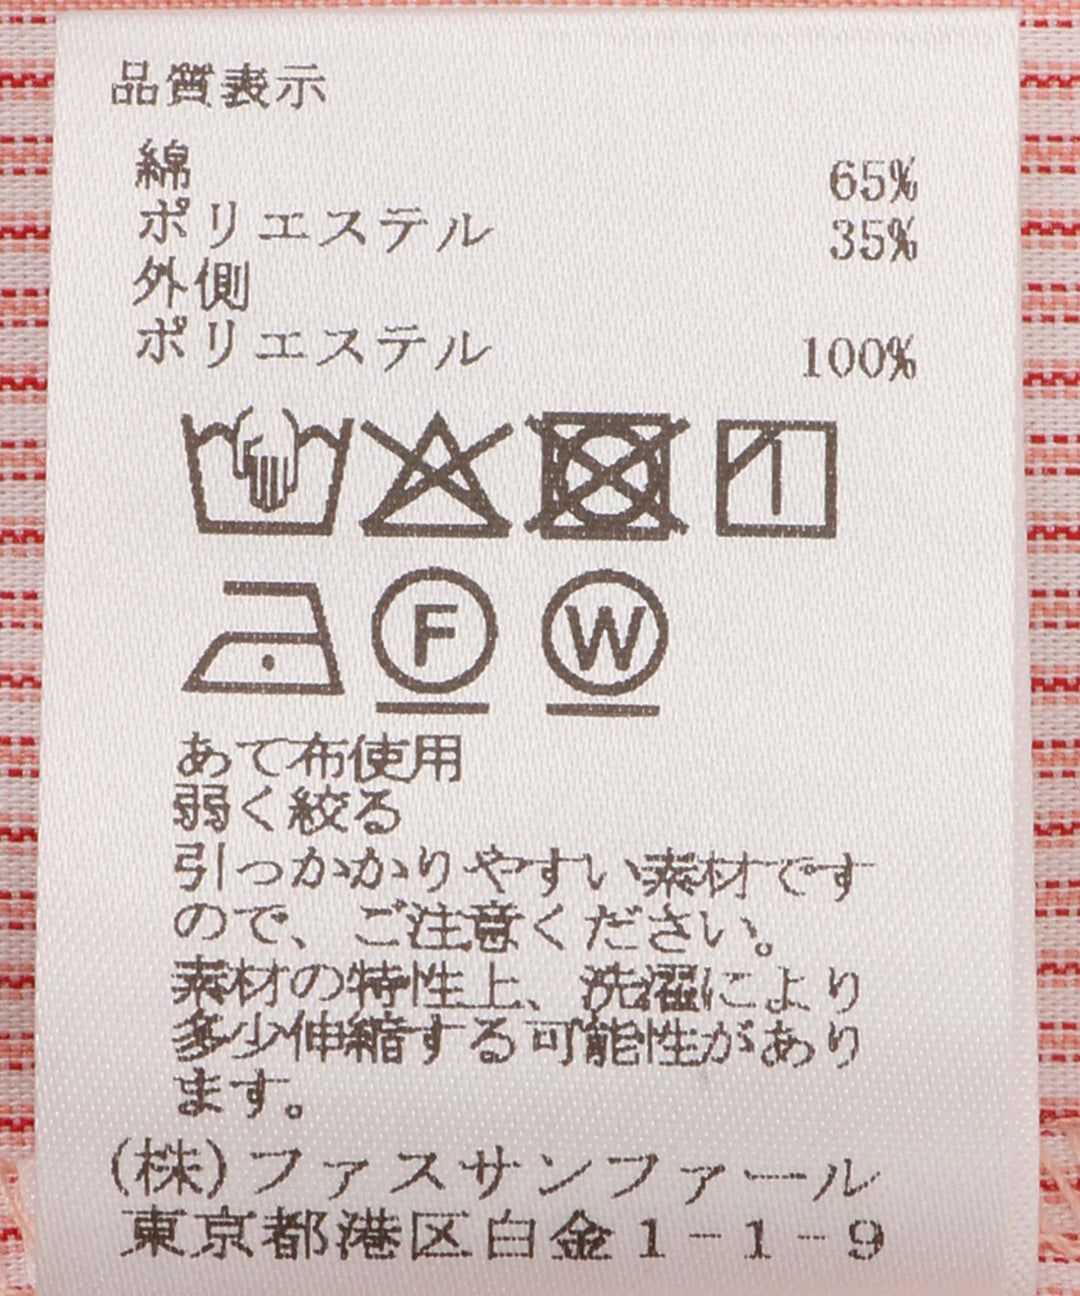 品質表示
綿 65%
ポリエステル 35%
外側
ポリエステル 100%
F W
あて布使用
弱く絞る
引っかかりやすい素材です
ので、ご注意ください。
素材の特性上、洗濯により
多少伸縮する可能性があり
ます。
(株)ファスサンファール
東京都港区白金1-1-9